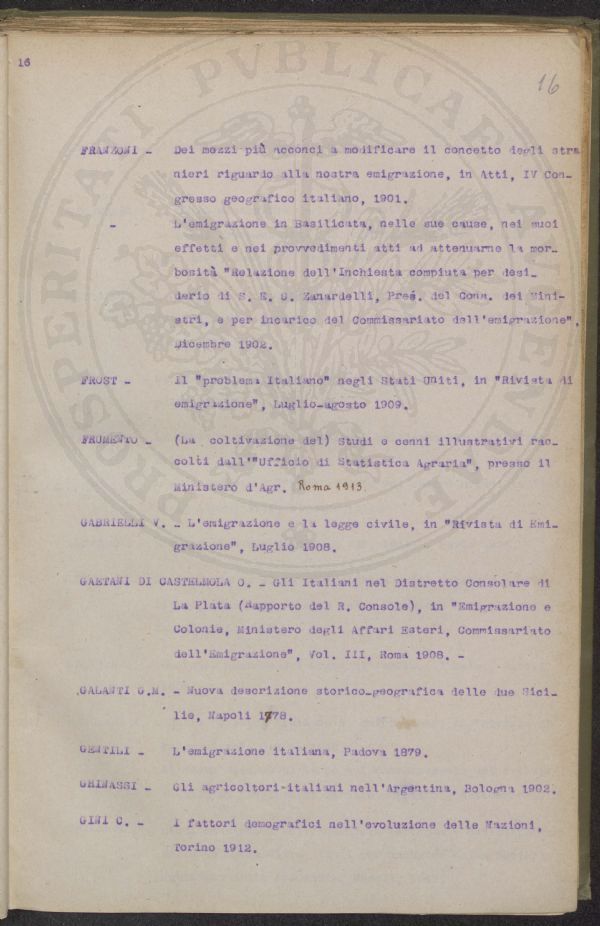 16
16
FRANZONI - Dei mezzi più acconci a modificare il concetto degli stra
nieri riguardo alla nostra emigrazione, in Atti, IV Con-
gresso geografico italiano, 1901.
- L'emigrazione in Basilicata, nelle sue cause, nei suoi
effetti e nei provvedimenti atti ad attenuarne la mor-
bosità "Relazione dell'Inchiesta compiuta per desi-
derio di S. E. G. Zanardelli, Pres. del Cons. dei Mini-
stri, e per incarico del Commissariato dell'emigrazione",
Dicembre 1902.
FROST - Il "problema Italiano" negli Stati Uniti, in "Rivista di
emigrazione", Luglio-agosto 1909.
FRUMENTO - (La coltivazione del) Studi e cenni illustrativi rac-
colti dall'"Ufficio di Statistica Agraria", presso il
Ministero d'Agr. Roma 1913.
GABRIELLI V. - L'emigrazione e la legge civile, in "Rivista di Emi-
grazione", Luglio 1908.
GAETANI DI CASTELMOLA O. - Gli Italiani nel Distretto Consolare di
La Plata (Rapporto del R. Console), in "Emigrazione e
Colonie, Ministero degli Affari Esteri, Commissariato
dell'Emigrazione", Vol. III, Roma 1908. -
GALANTI G.M. - Nuova descrizione storico-geografica delle due Sici-
lie, Napoli 1778.
GENTILI - L'emigrazione italiana, Padova 1879.
GHINASSI - Gli agricoltori-italiani nell'Argentina, Bologna 1902.
GINI C. - I fattori demografici nell'evoluzione delle Nazioni,
Torino 1912.
PROSPERITATI PVBLICAE